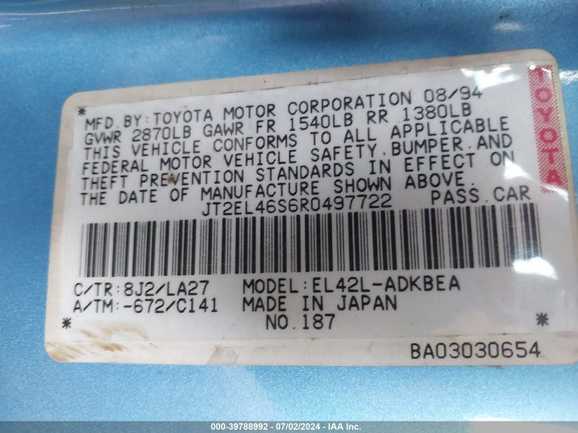 MFD.BY:TOYOTA MOTOR CORPORATION 08/94
GVWR 2870LB GAWR FR 1540LB RR 1380LB
THIS VEHICLE CONFORMS TO ALL APPLICABLE
FEDERAL MOTOR VEHICLE SAFETY,BUMPER,AND
THEFT PREVENTION STANDARDS IN EFFECT ON
THE DATE OF MANUFACTURE SHOWN ABOVE.
JT2EL46S6R0497722 PASS.CAR
TOYOTA
C/TR:8J2/LA27 MODEL:EL42L-ADKBEA
A/TM:-672/C141 MADE IN JAPAN
* NO.187 *
BA03030654
000-39788992 - 07/02/2024 - IAA Inc.